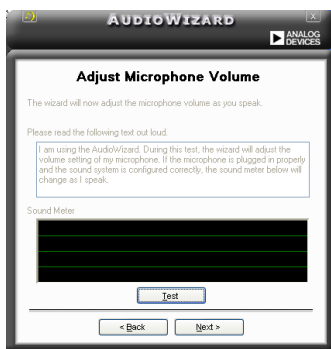 AUDIOWIZARD
ANALOG
DEVICES
Adjust Microphone Volume
The wizard will now adjust the microphone volume as you speak.
Please read the following text out loud.
I am using the AudioWizard. During this test, the wizard will adjust the
volume setting of my microphone. If the microphone is plugged in properly
and the sound system is configured correctly, the sound meter below will
change as I speak.
Sound Meter
Test
< Back Next >